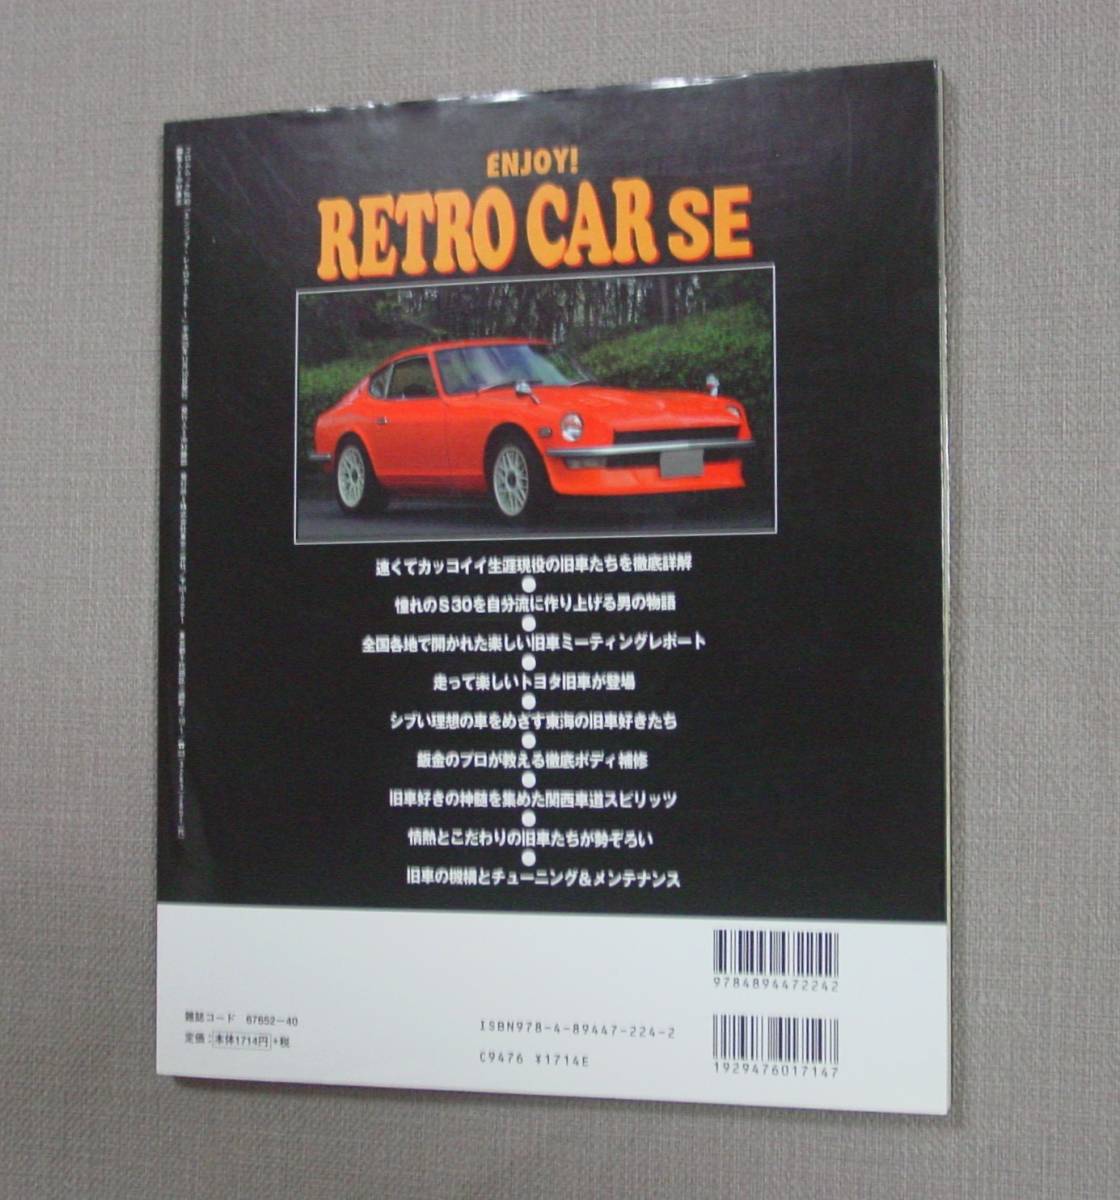 ENJOY!
RETRO CAR SE
速くてカッコイイ生涯現役の旧車たちを徹底詳解
憧れのS30を自分流に作り上げる男の物語
全国各地で開かれた楽しい旧車ミーティングレポート
走って楽しいトヨタ旧車が登場
シブい理想の車をめざす東海の旧車好きたち
鈑金のプロが教える徹底ボディ補修
旧車好きの神髄を集めた関西車道スピリッツ
情熱とこだわりの旧車たちが勢ぞろい
旧車の機構とチューニング&メンテナンス
9784894472242
雑誌コード 67652-40
定価:本体1714円+税
ISBN978-4-89447-224-2
C9476 ¥1714E
1929476017147